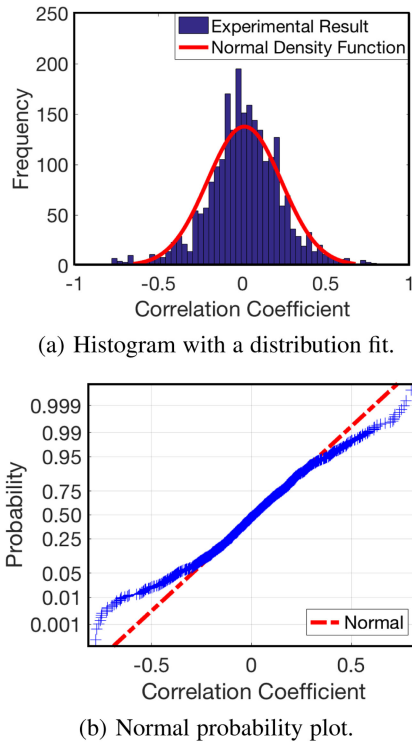 250
Experimental Result
Normal Density Function
200
150
100
50
0
Frequency
-1 -0.5 0 0.5 1
Correlation Coefficient
(a) Histogram with a distribution fit.
0.999
0.99
0.95
0.75
0.50
0.25
0.05
0.01
0.001
Probability
Normal
-0.5 0 0.5
Correlation Coefficient
(b) Normal probability plot.